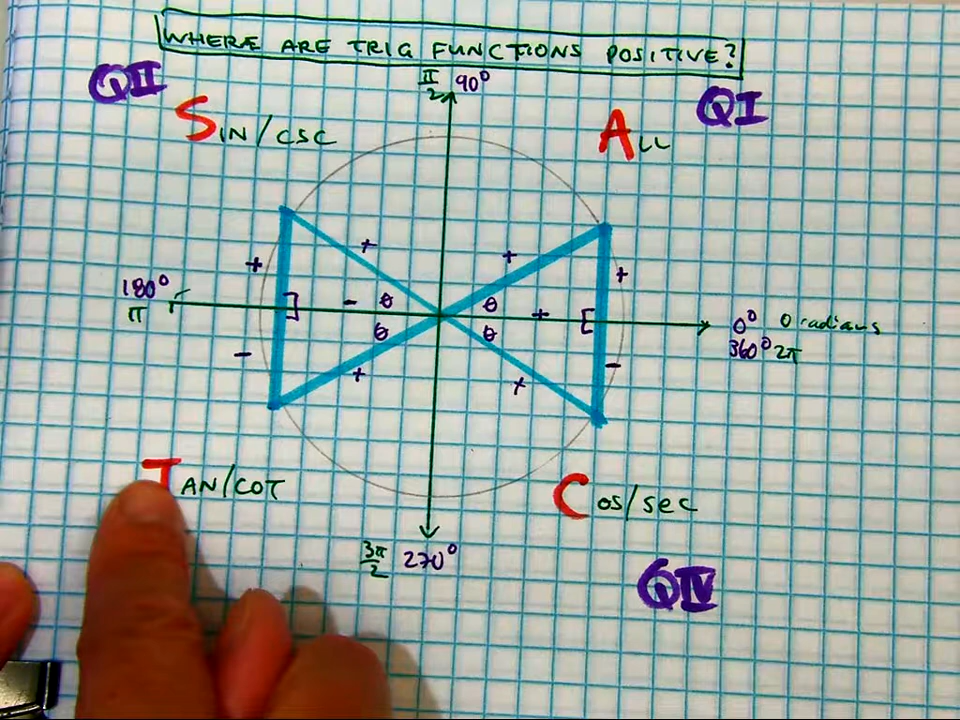 WHERE ARE TRIG FUNCTIONS POSITIVE?
π/2 90°
QII
QI
SIN/CSC
ALL
+ +
+ +
180°
π
- θ θ +
0° 0 radians
θ θ
360° 2π
- -
+ +
TAN/COT
COS/SEC
3π/2 270°
QIV